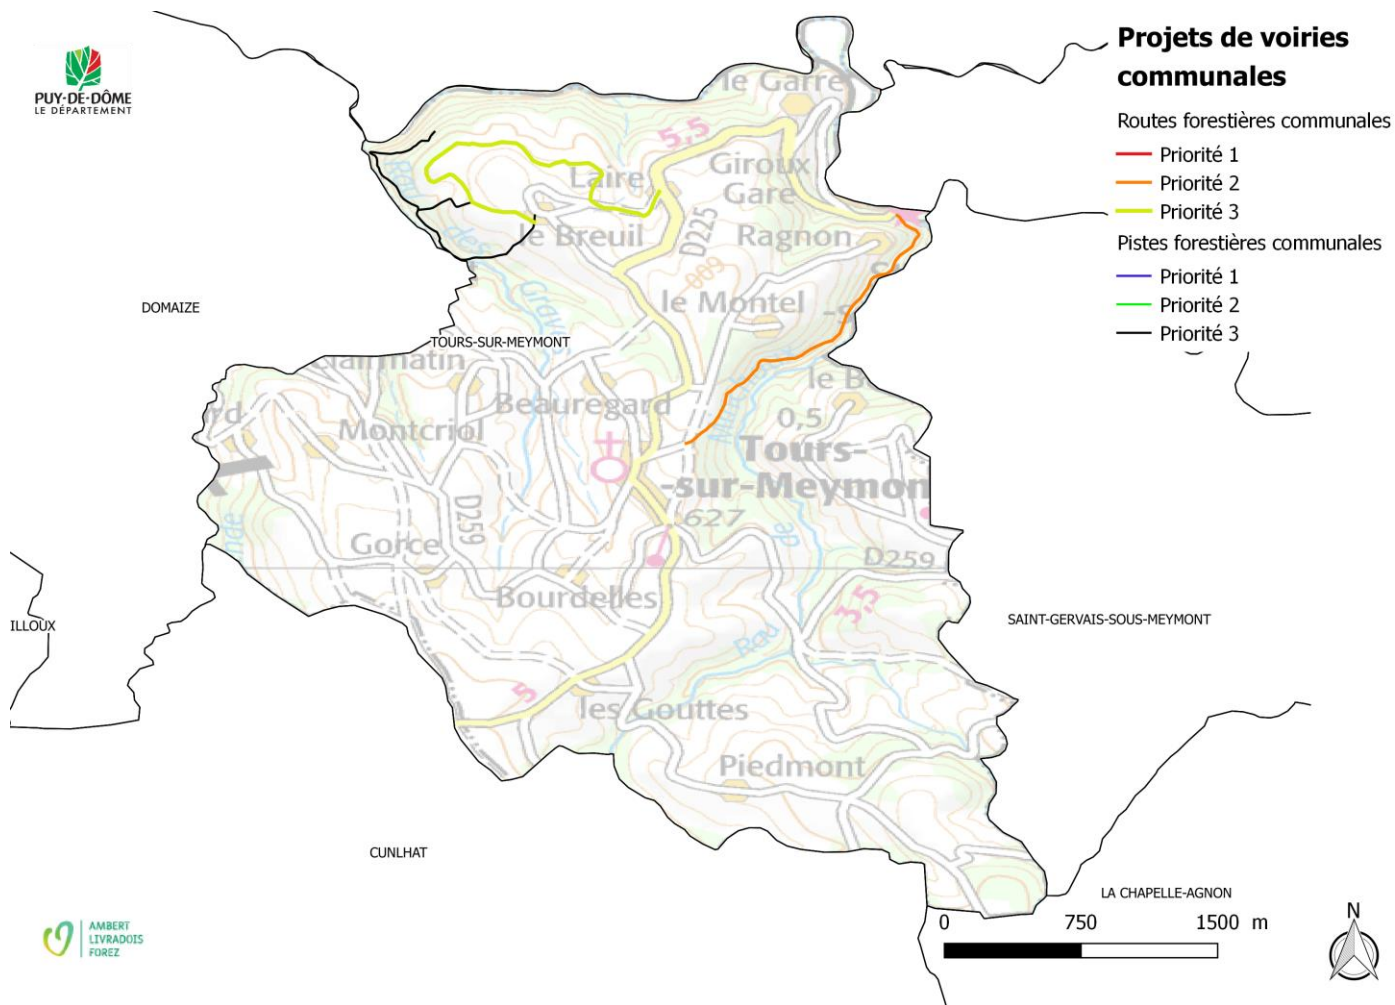 Projets de voiries
communales
Routes forestières communales
Priorité 1
Priorité 2
Priorité 3
Pistes forestières communales
Priorité 1
Priorité 2
Priorité 3
PUY-DE-DÔME
LE DÉPARTEMENT
le Garre
5,5
Giroux
Gare
Laire
D225
Ragnon
le Breuil
des
600
le Montel
DOMAIZE
TOURS-SUR-MEYMONT
Beauregard
0,5
Montcriol
Tours-
-sur-Meymon
D259
627
de
Gorce
D259
Bourdelles
3,5
ILLOUX
SAINT-GERVAIS-SOUS-MEYMONT
Rau
5
les Gouttes
Piedmont
CUNLHAT
LA CHAPELLE-AGNON
0 750 1500 m
N
AMBERT
LIVRADOIS
FOREZ